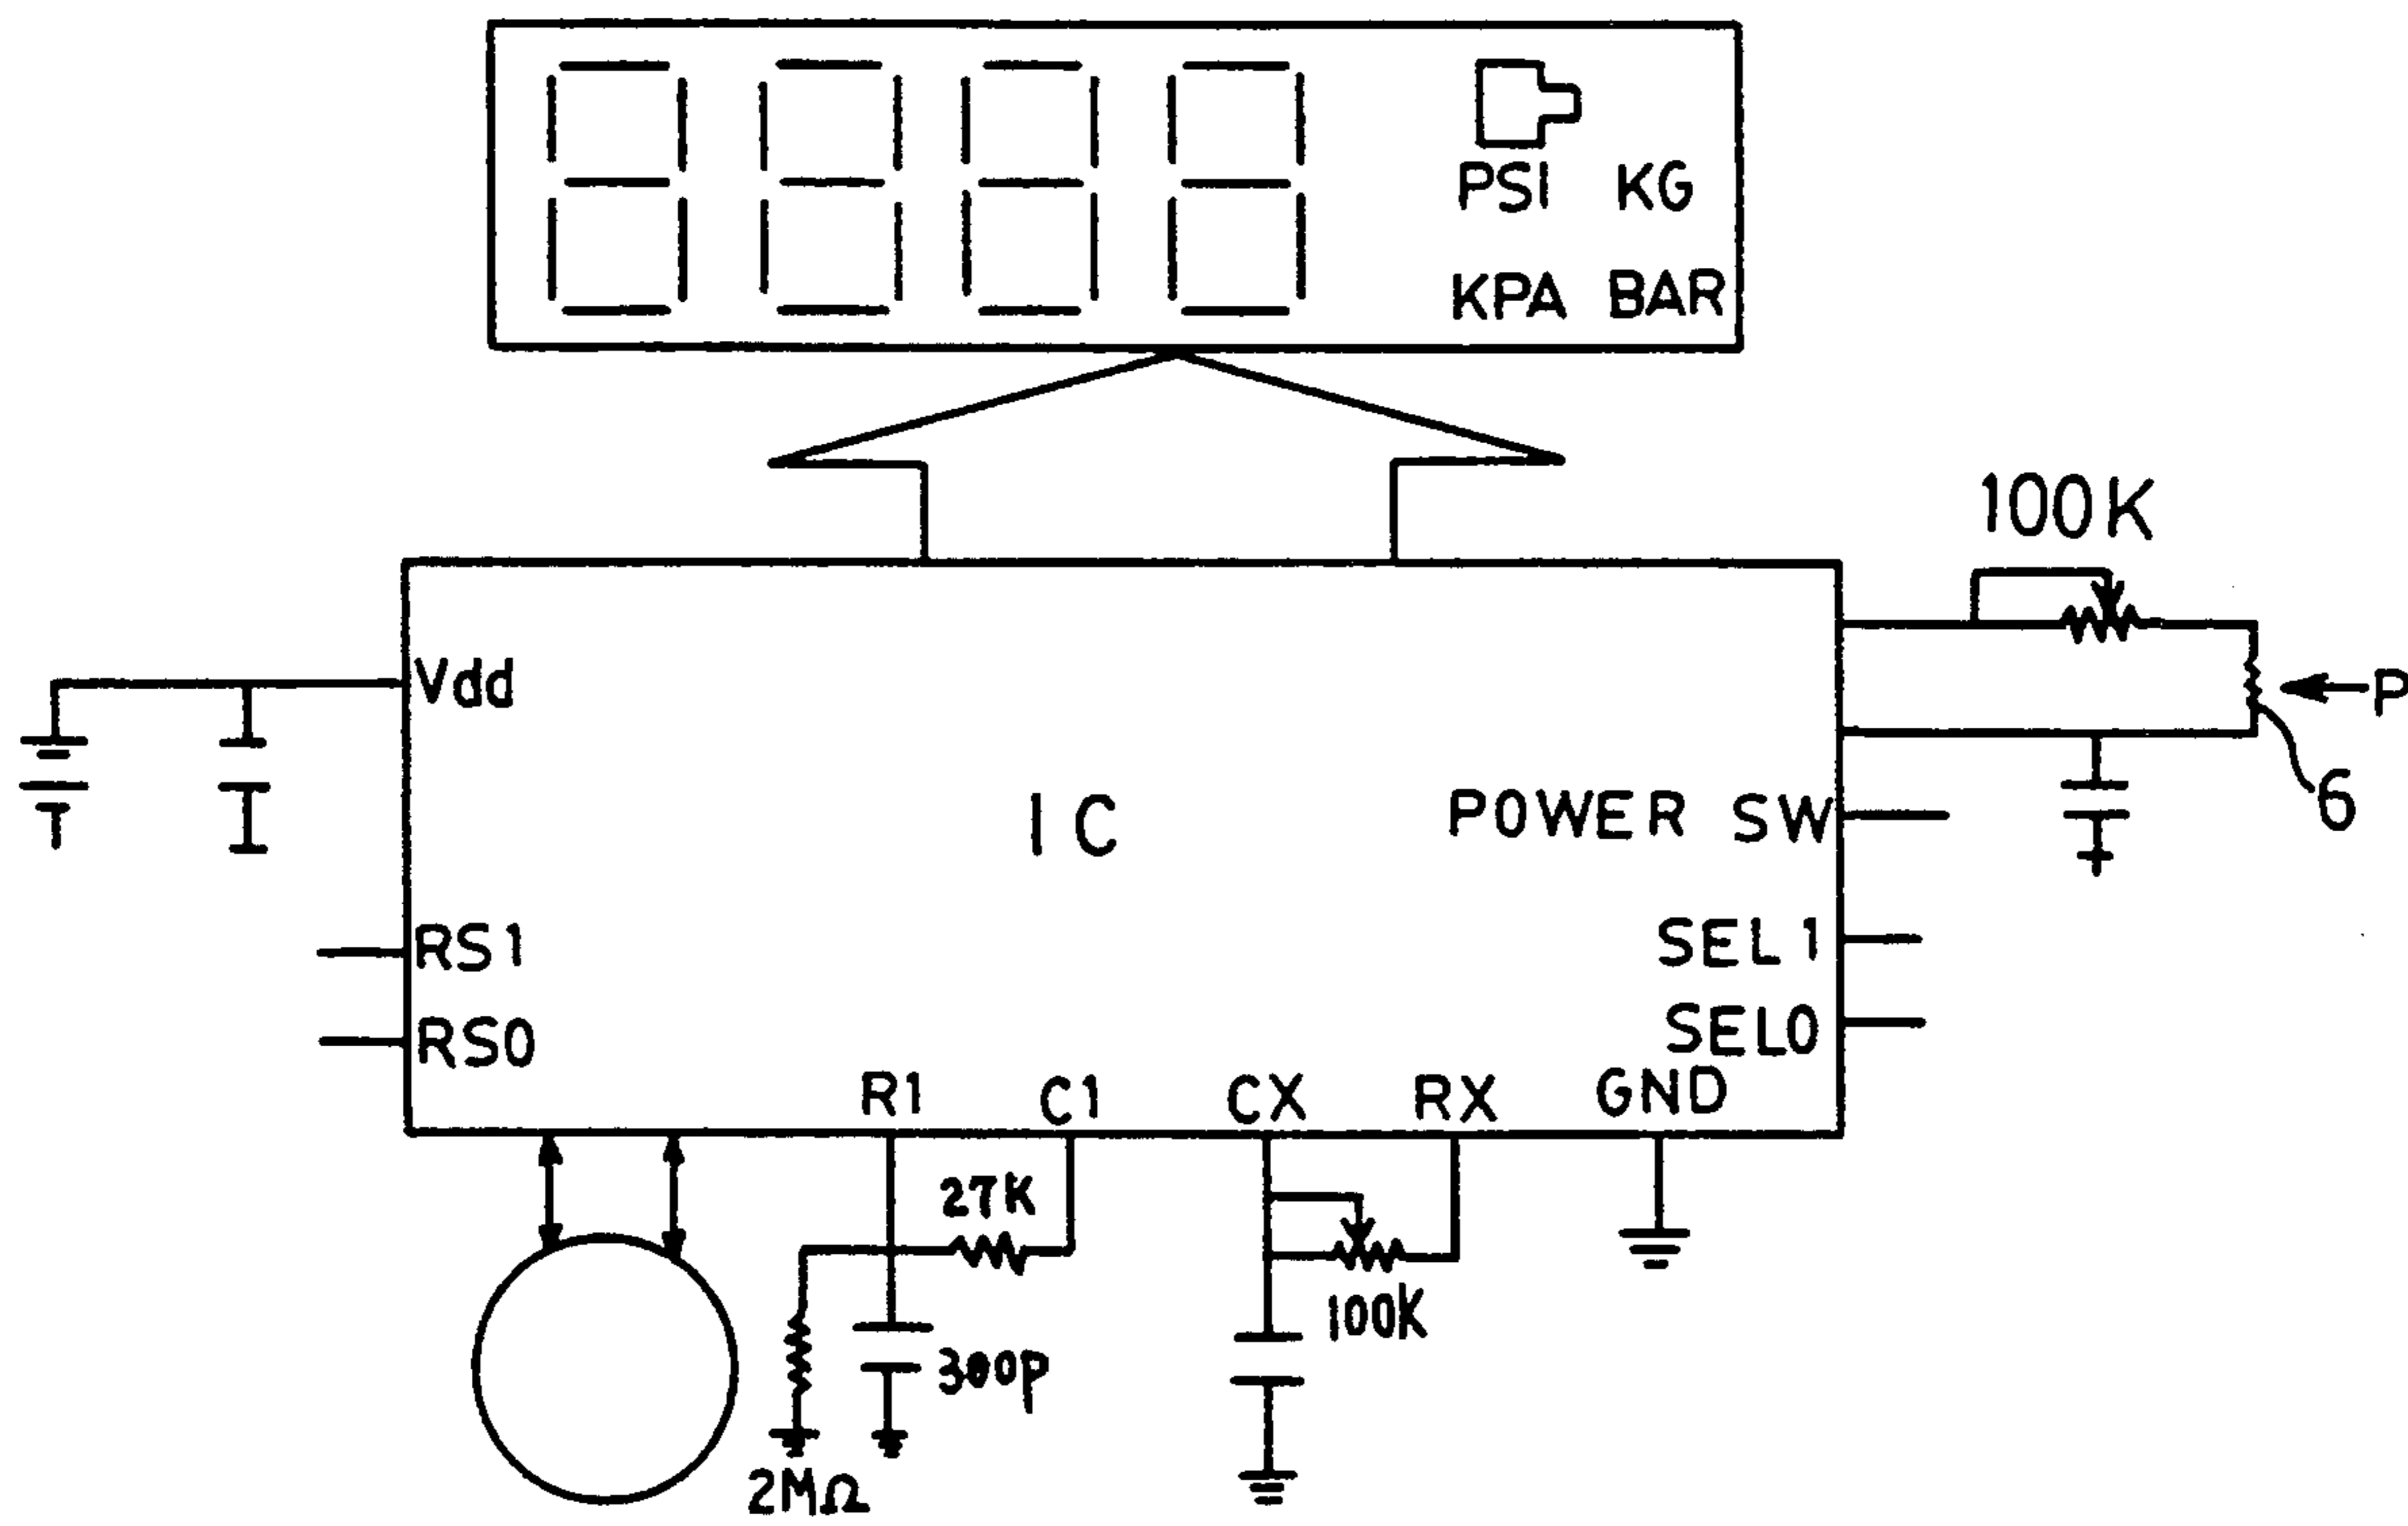 PSI KG
KPA BAR
100K
Vdd
P
IC
POWER SW
6
RS1
SEL1
RS0
SEL0
R1
C1
CX
RX
GND
27K
100K
300P
2MΩ